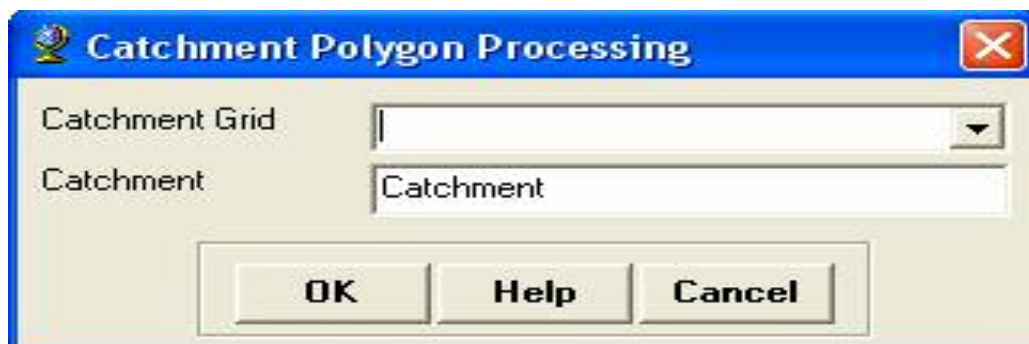 Catchment Polygon Processing
Catchment Grid
Catchment Catchment
OK Help Cancel